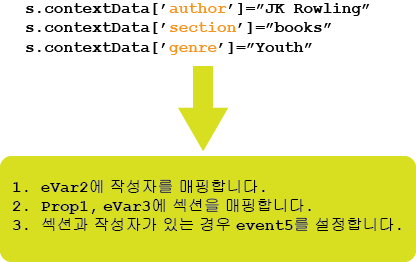 s.contextData['author']=”JK Rowling”
s.contextData['section']=”books”
s.contextData['genre']=”Youth”
1. eVar2에 작성자를 매핑합니다.
2. Prop1, eVar3에 섹션을 매핑합니다.
3. 섹션과 작성자가 있는 경우 event5를 설정합니다.